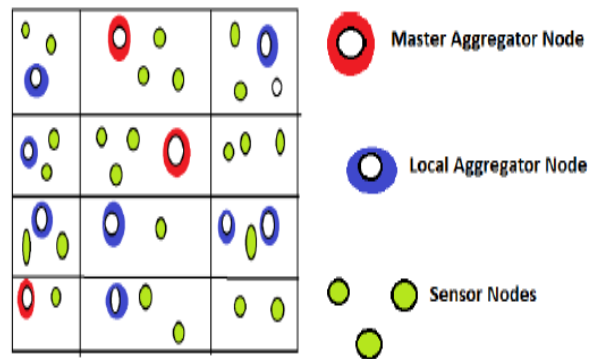 Master Aggregator Node
Local Aggregator Node
Sensor Nodes